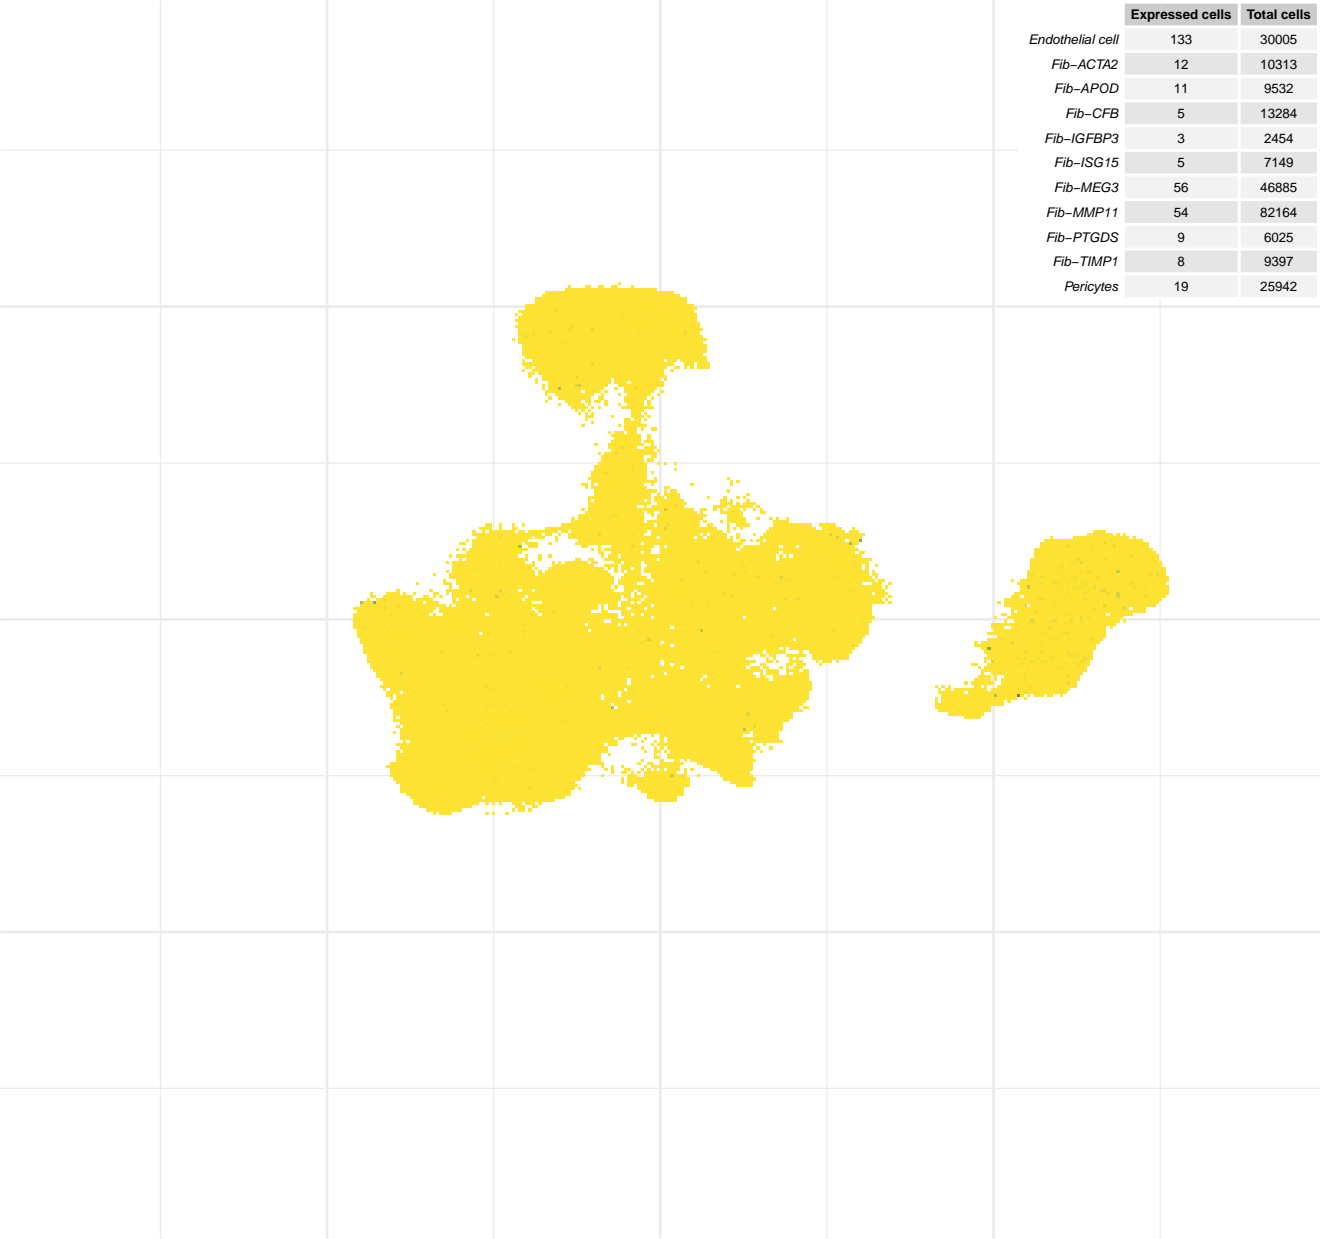 Expressed cells Total cells
Endothelial cell 133 30005
Fib−ACTA2 12 10313
Fib−APOD 11 9532
Fib−CFB 5 13284
Fib−IGFBP3 3 2454
Fib−ISG15 5 7149
Fib−MEG3 56 46885
Fib−MMP11 54 82164
Fib−PTGDS 9 6025
Fib−TIMP1 8 9397
Pericytes 19 25942